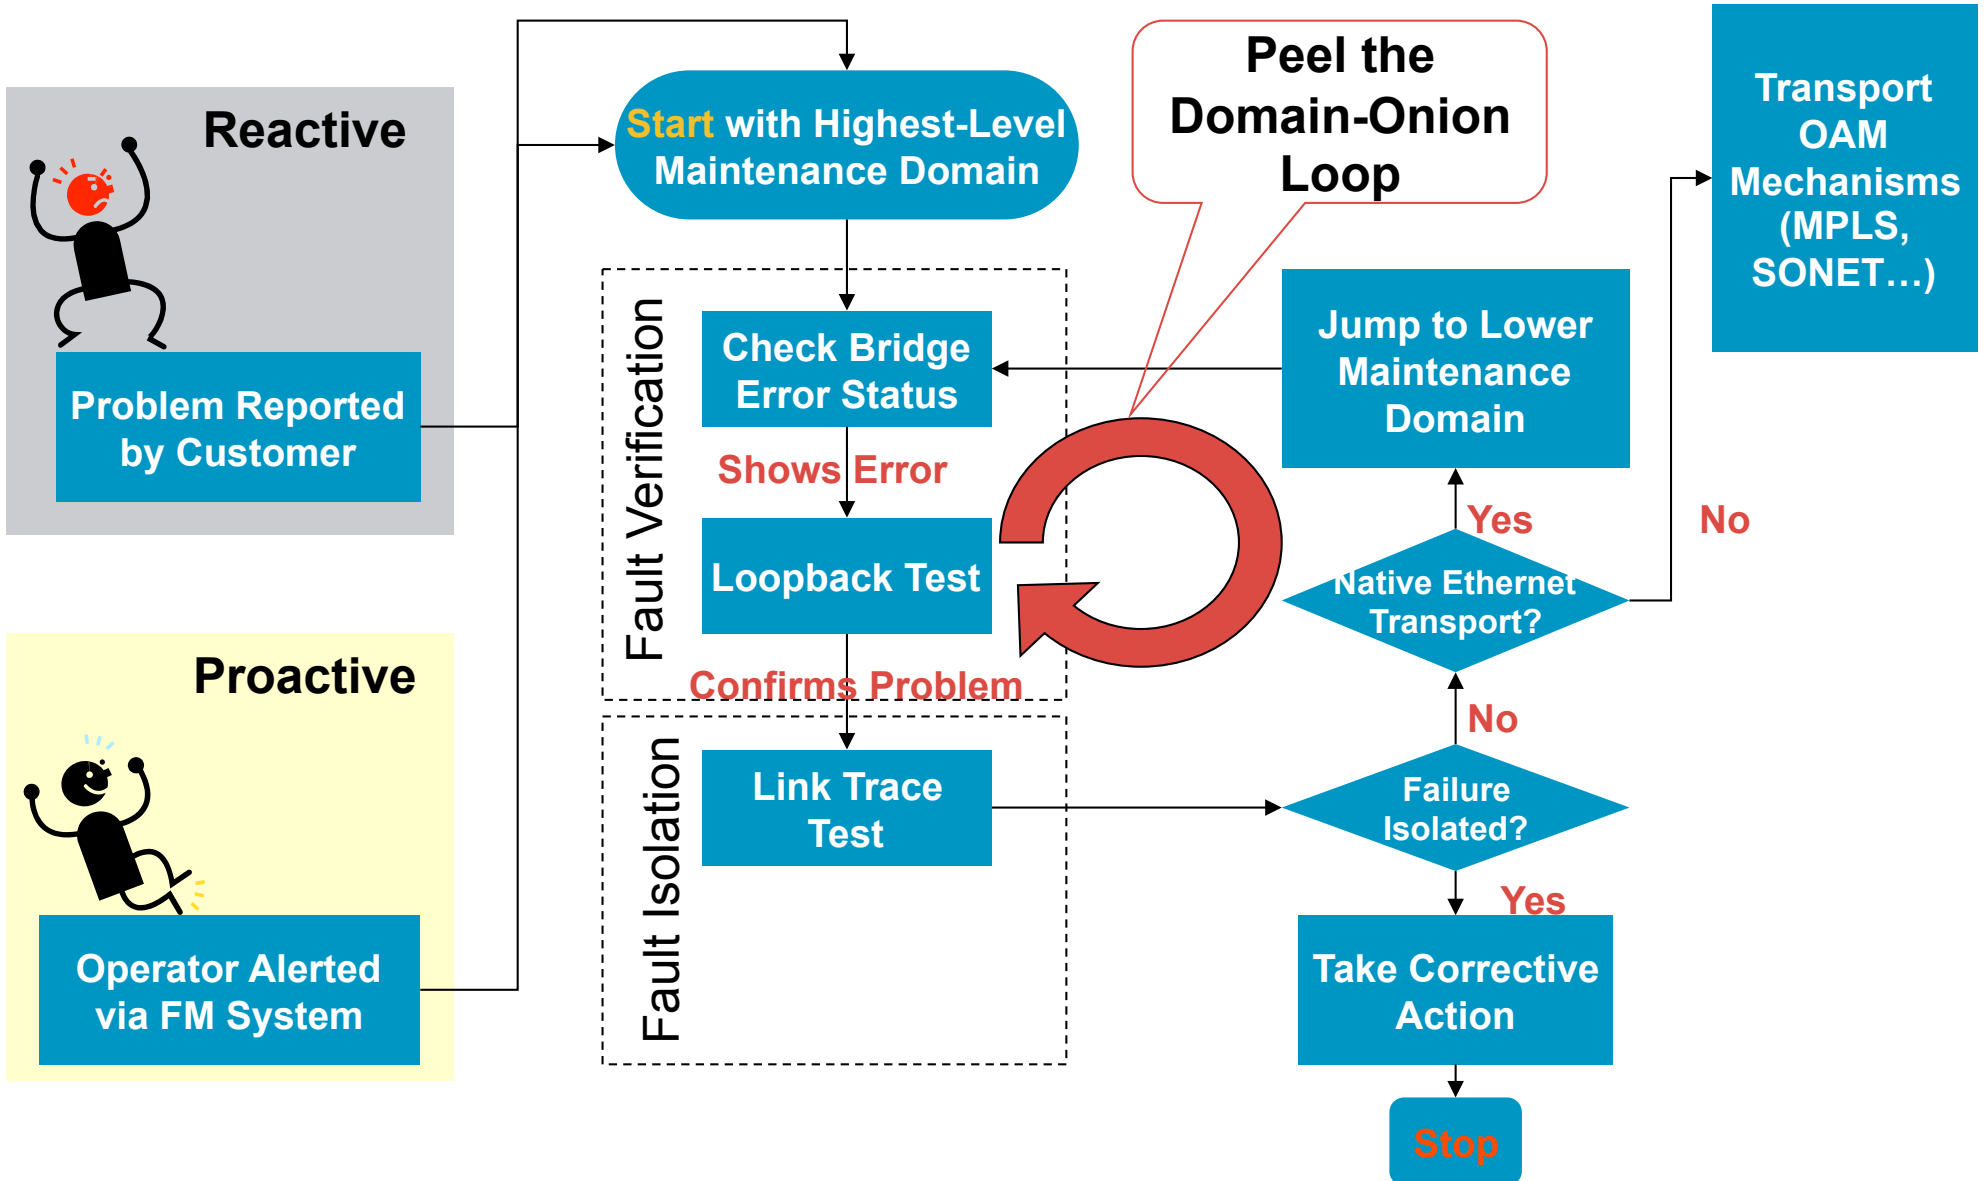 Reactive
Problem Reported
by Customer
Proactive
Operator Alerted
via FM System
Start with Highest-Level
Maintenance Domain
Fault Verification
Check Bridge
Error Status
Shows Error
Loopback Test
Confirms Problem
Fault Isolation
Link Trace
Test
Peel the
Domain-Onion
Loop
Jump to Lower
Maintenance
Domain
Yes
No
Native Ethernet
Transport?
No
Failure
Isolated?
Yes
Take Corrective
Action
Stop
Transport
OAM
Mechanisms
(MPLS,
SONET…)